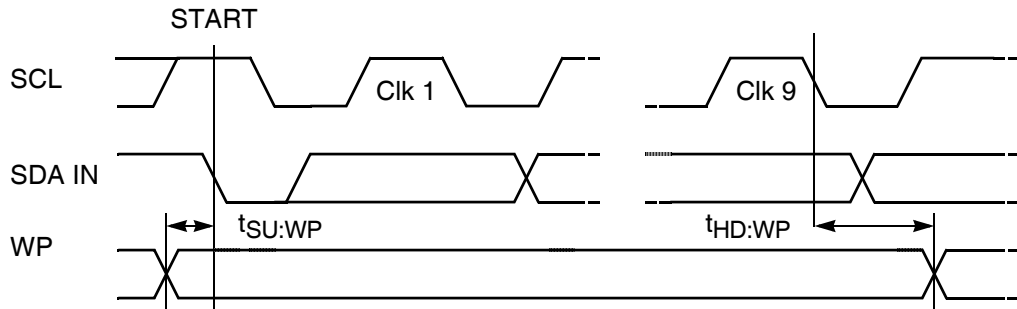 START
SCL
Clk 1
Clk 9
SDA IN
tSU:WP
tHD:WP
WP